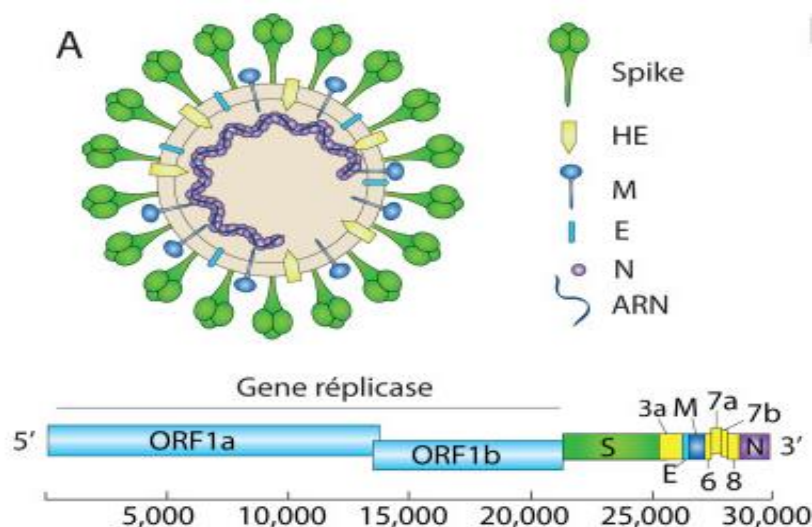 A
Spike
HE
M
E
N
ARN
Gene réplicase
3a M 7a 7b
5' ORF1a ORF1b S N 3'
E 6 8
5,000 10,000 15,000 20,000 25,000 30,000